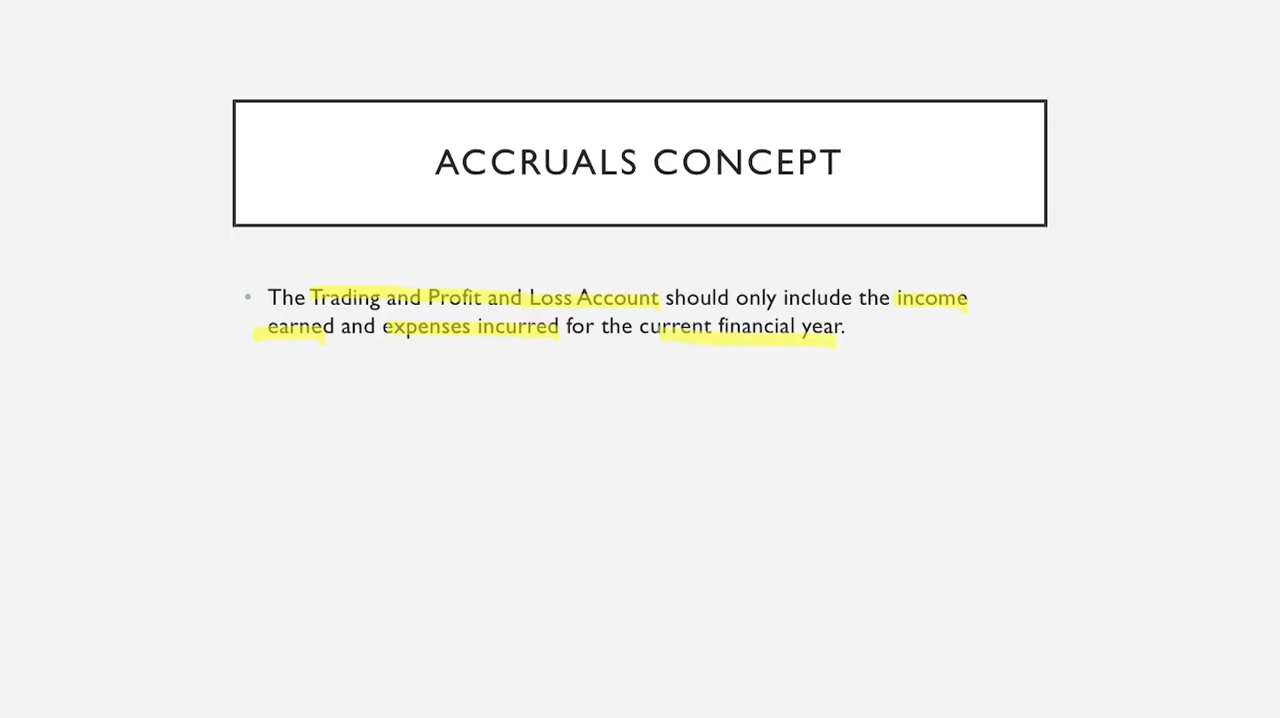 ACCRUALS CONCEPT
• The Trading and Profit and Loss Account should only include the income
earned and expenses incurred for the current financial year.